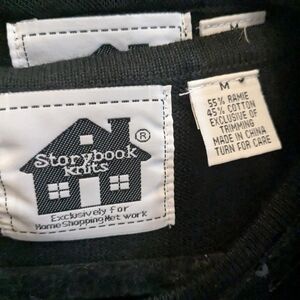 Storybook
Knits
®
Exclusively for
Home Shopping Network
M
55% RAMIE
45% COTTON
EXCLUSIVE OF
TRIMMING
MADE IN CHINA
TURN FOR CARE